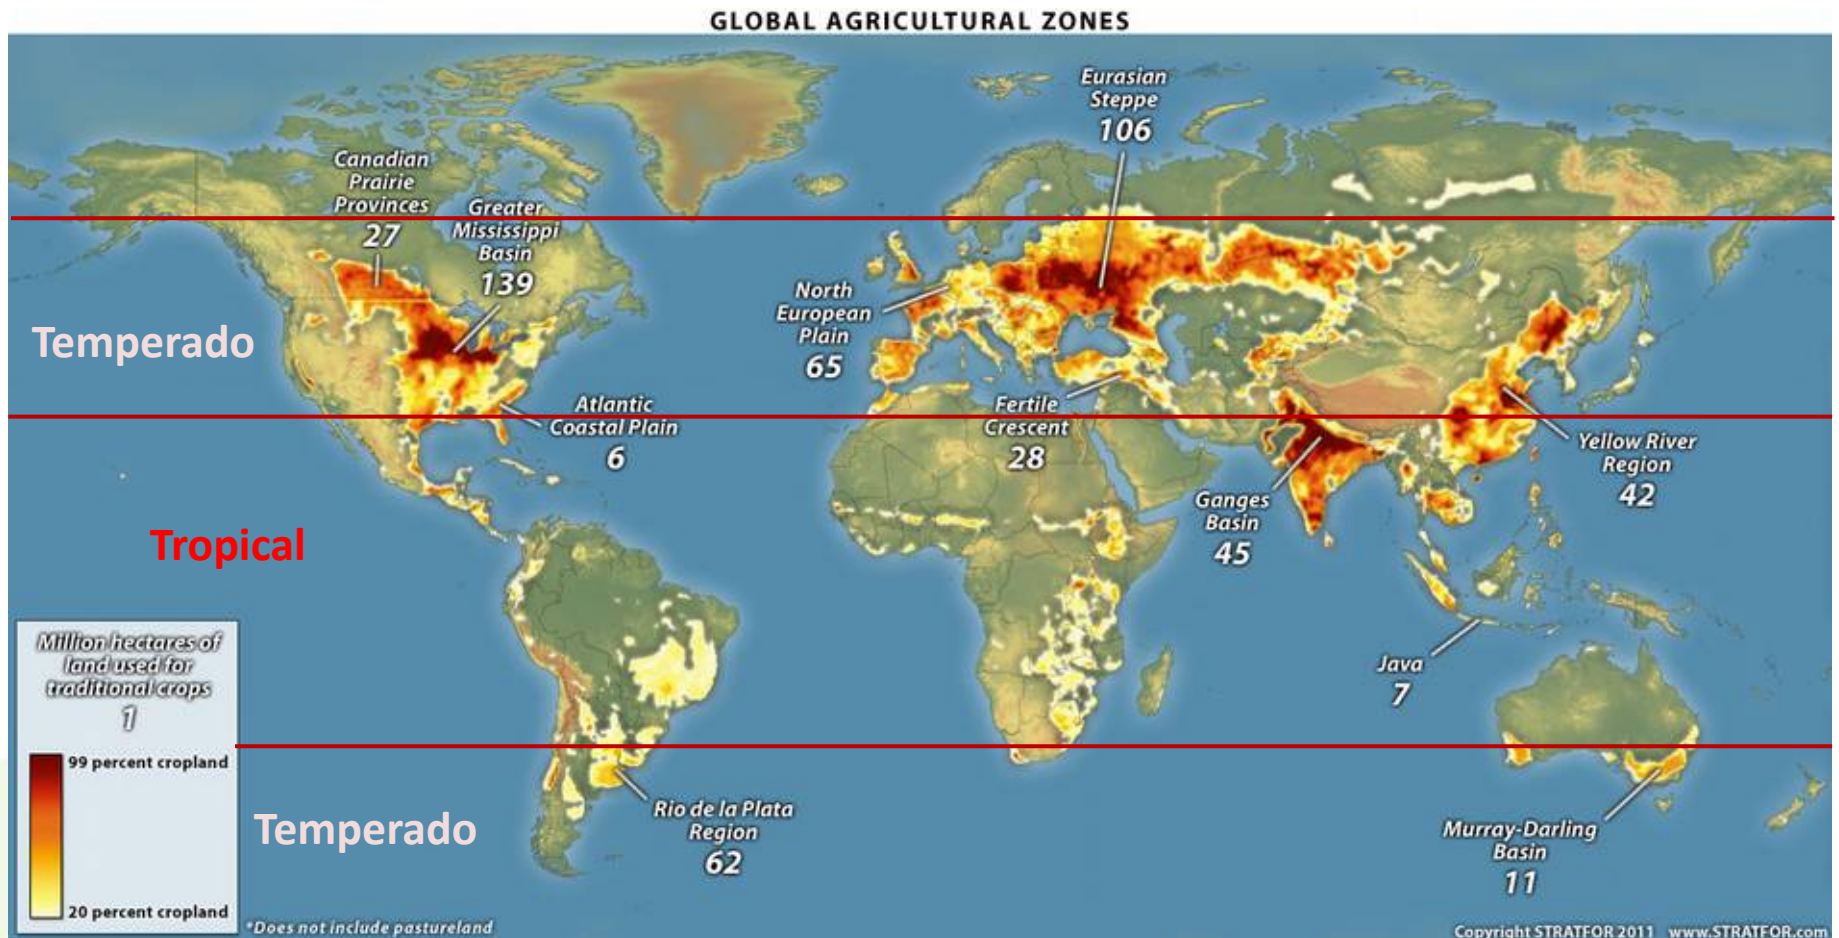 GLOBAL AGRICULTURAL ZONES
Eurasian
Steppe
106
Canadian
Prairie
Provinces
27
Greater
Mississippi
Basin
139
North
European
Plain
65
Temperado
Atlantic
Coastal Plain
6
Fertile
Crescent
28
Yellow River
Region
42
Ganges
Basin
45
Tropical
Java
7
Million hectares of
land used for
traditional crops
1
99 percent cropland
20 percent cropland
Temperado
Rio de la Plata
Region
62
Murray-Darling
Basin
11
*Does not include pastureland
Copyright STRATFOR 2011 www.STRATFOR.com